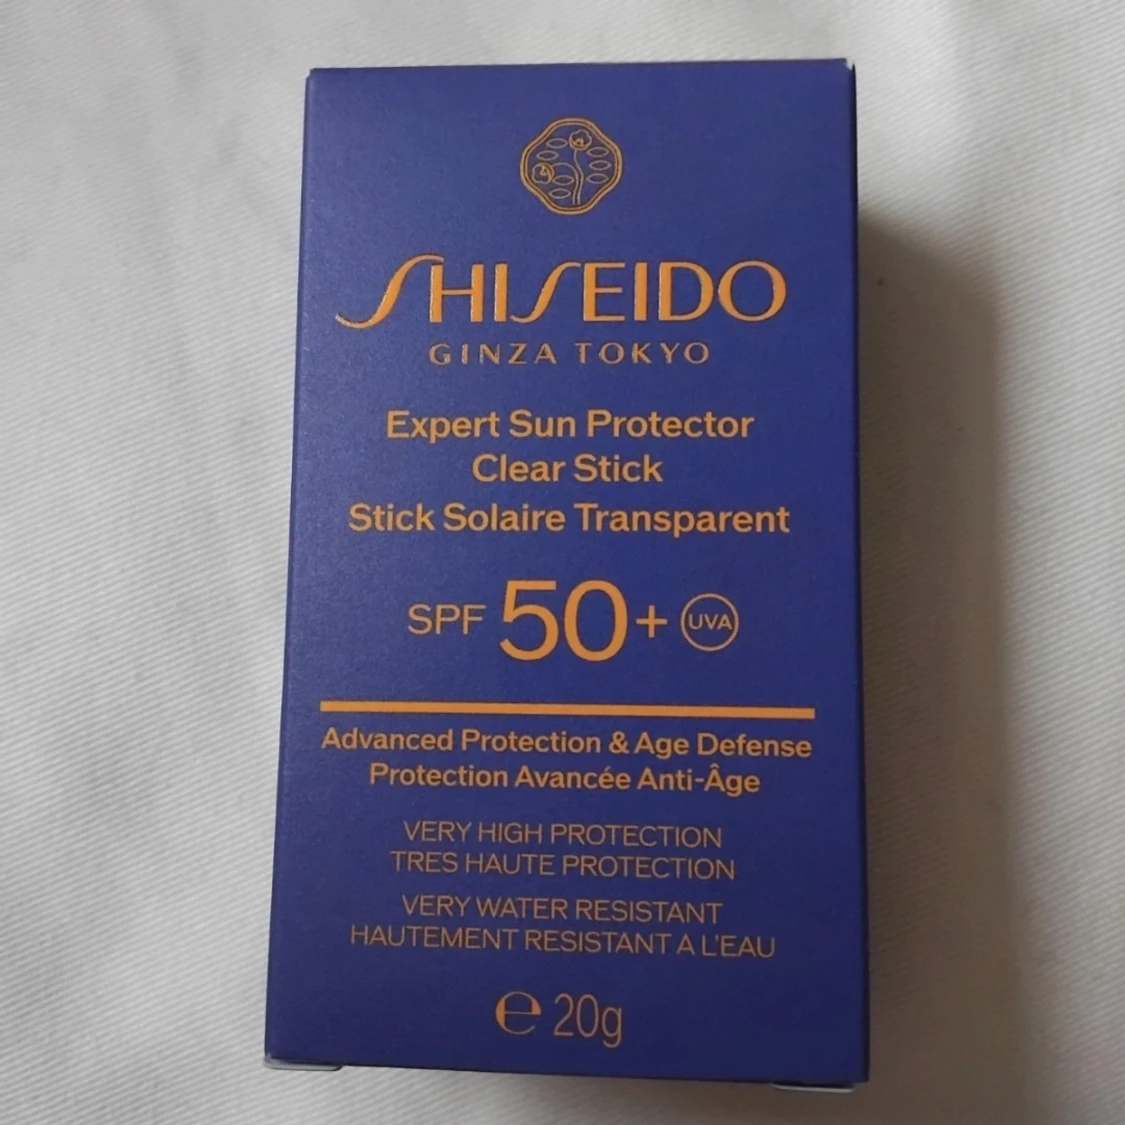 SHISEIDO
GINZA TOKYO
Expert Sun Protector
Clear Stick
Stick Solaire Transparent
SPF 50+ UVA
Advanced Protection & Age Defense
Protection Avancée Anti-Âge
VERY HIGH PROTECTION
TRES HAUTE PROTECTION
VERY WATER RESISTANT
HAUTEMENT RESISTANT A L'EAU
℮ 20g